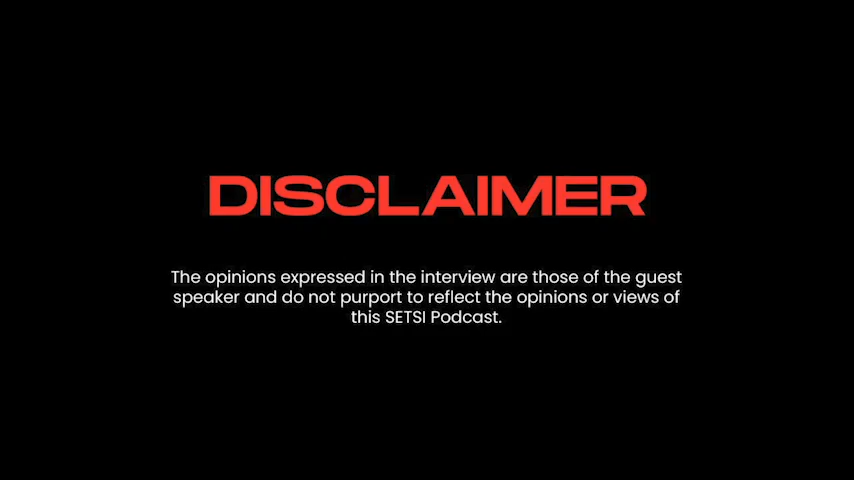 DISCLAIMER
The opinions expressed in the interview are those of the guest
speaker and do not purport to reflect the opinions or views of
this SETSI Podcast.